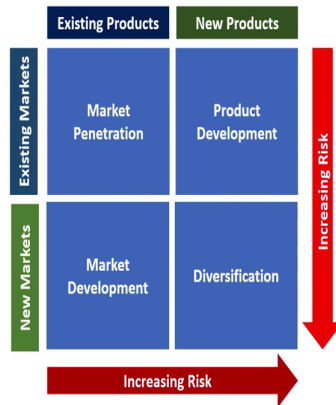 Existing Products
New Products
Existing Markets
Market
Penetration
Product
Development
Increasing Risk
New Markets
Market
Development
Diversification
Increasing Risk